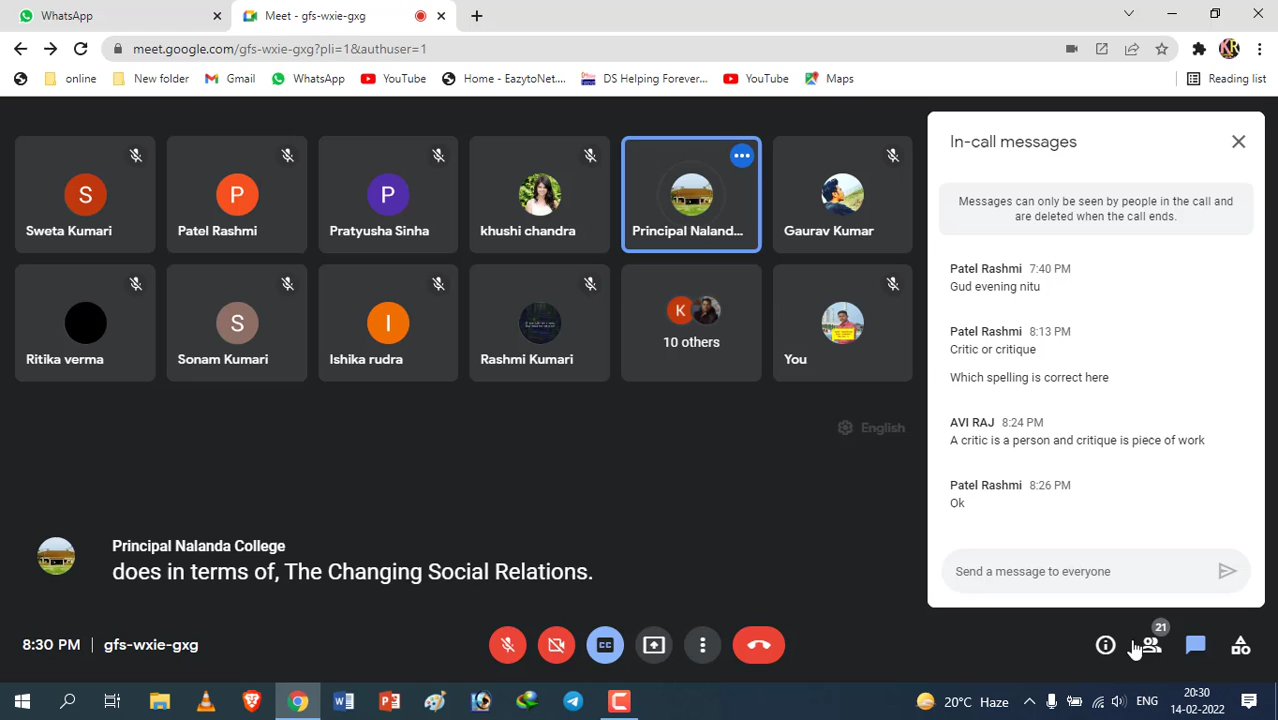 WhatsApp
Meet - gfs-wxie-gxg
meet.google.com/gfs-wxie-gxg?pli=1&authuser=1
online
New folder
Gmail
WhatsApp
YouTube
Home - EazytoNet...
DS Helping Forever...
YouTube
Maps
Reading list
S
Sweta Kumari
P
Patel Rashmi
P
Pratyusha Sinha
khushi chandra
Principal Naland...
Gaurav Kumar
Ritika verma
S
Sonam Kumari
I
Ishika rudra
Rashmi Kumari
K
10 others
You
English
Principal Nalanda College
does in terms of, The Changing Social Relations.
In-call messages
Messages can only be seen by people in the call and
are deleted when the call ends.
Patel Rashmi 7:40 PM
Gud evening nitu
Patel Rashmi 8:13 PM
Critic or critique
Which spelling is correct here
AVI RAJ 8:24 PM
A critic is a person and critique is piece of work
Patel Rashmi 8:26 PM
Ok
Send a message to everyone
8:30 PM | gfs-wxie-gxg
CC
21
20°C Haze
ENG
20:30
14-02-2022